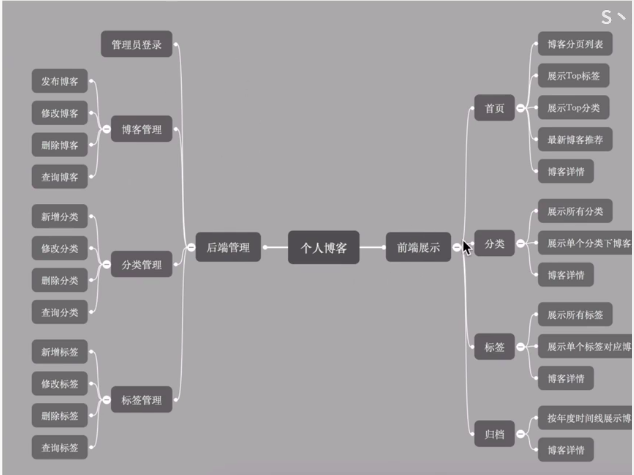 S丶
管理员登录
发布博客
修改博客
删除博客
查询博客
博客管理
新增分类
修改分类
删除分类
查询分类
分类管理
新增标签
修改标签
删除标签
查询标签
标签管理
后端管理
个人博客
前端展示
首页
博客分页列表
展示Top标签
展示Top分类
最新博客推荐
博客详情
分类
展示所有分类
展示单个分类下博客
博客详情
标签
展示所有标签
展示单个标签对应博
博客详情
归档
按年度时间线展示博
博客详情